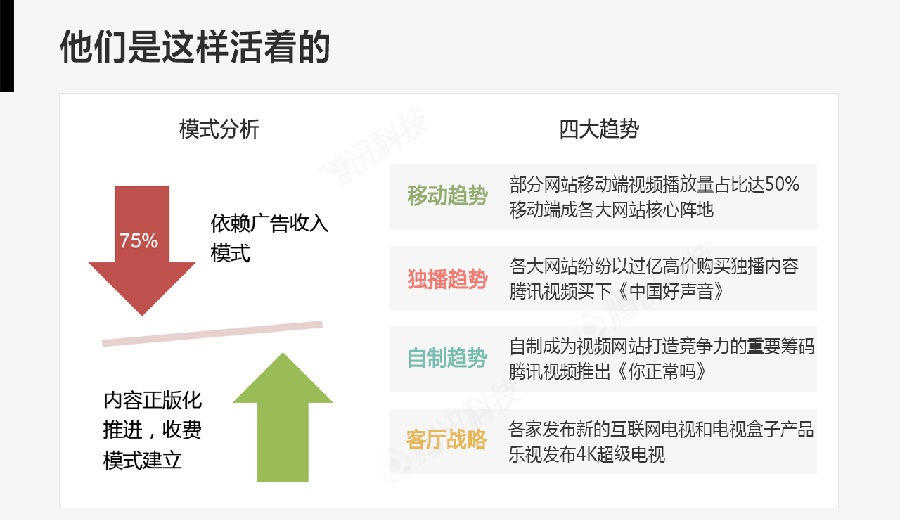 他们是这样活着的
模式分析
75%
依赖广告收入
模式
内容正版化
推进，收费
模式建立
四大趋势
移动趋势
部分网站移动端视频播放量占比达50%
移动端成各大网站核心阵地
独播趋势
各大网站纷纷以过亿高价购买独播内容
腾讯视频买下《中国好声音》
自制趋势
自制成为视频网站打造竞争力的重要筹码
腾讯视频推出《你正常吗》
客厅战略
各家发布新的互联网电视和电视盒子产品
乐视发布4K超级电视
腾讯科技
腾讯科技